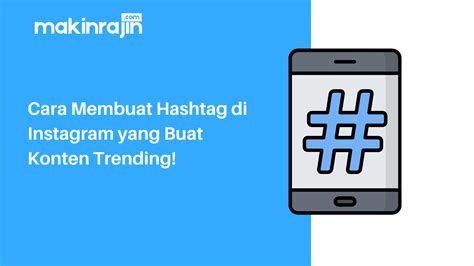 makinrajin.com
Cara Membuat Hashtag di
Instagram yang Buat
Konten Trending!
#